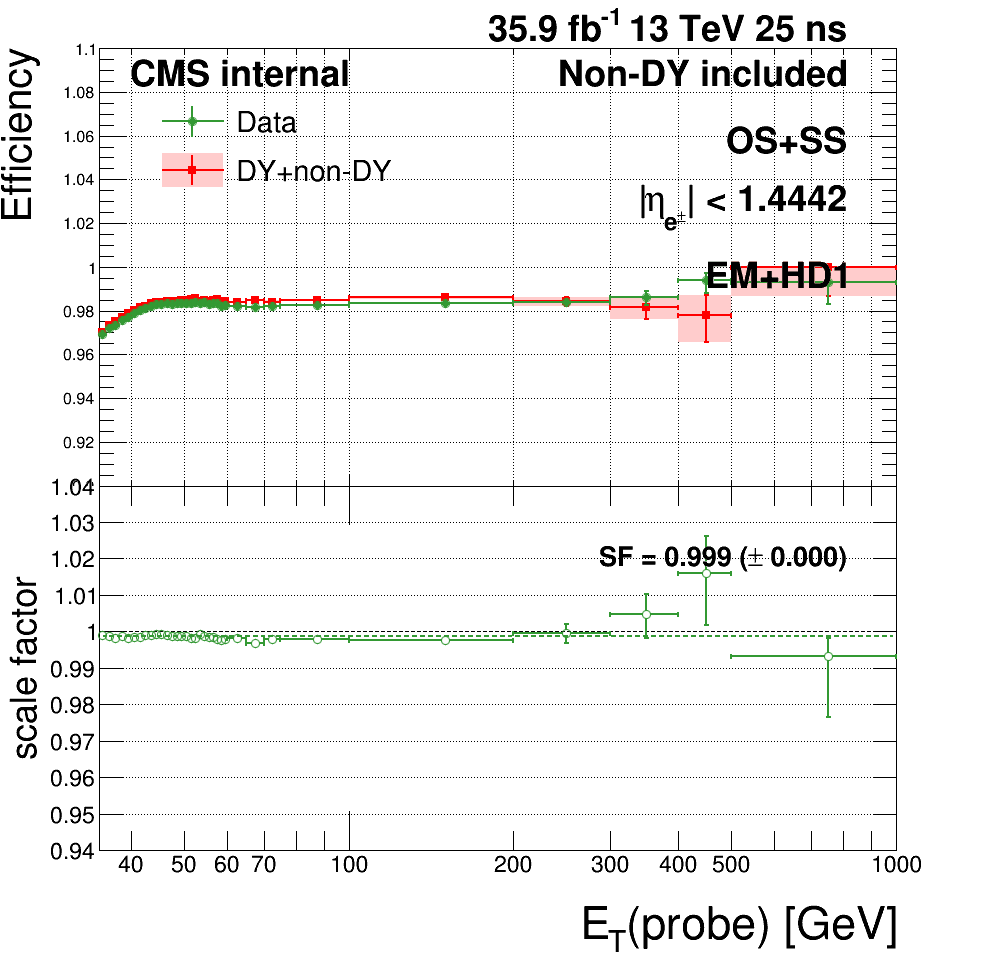 35.9 fb⁻¹ 13 TeV 25 ns
Efficiency
CMS internal
Non-DY included
Data
DY+non-DY
OS+SS
|η_e±| < 1.4442
EM+HD1
1.1
1.08
1.06
1.04
1.02
1
0.98
0.96
0.94
0.92
scale factor
SF = 0.999 (± 0.000)
1.04
1.03
1.02
1.01
1
0.99
0.98
0.97
0.96
0.95
0.94
40 50 60 70 100 200 300 400 500 1000
E_T(probe) [GeV]